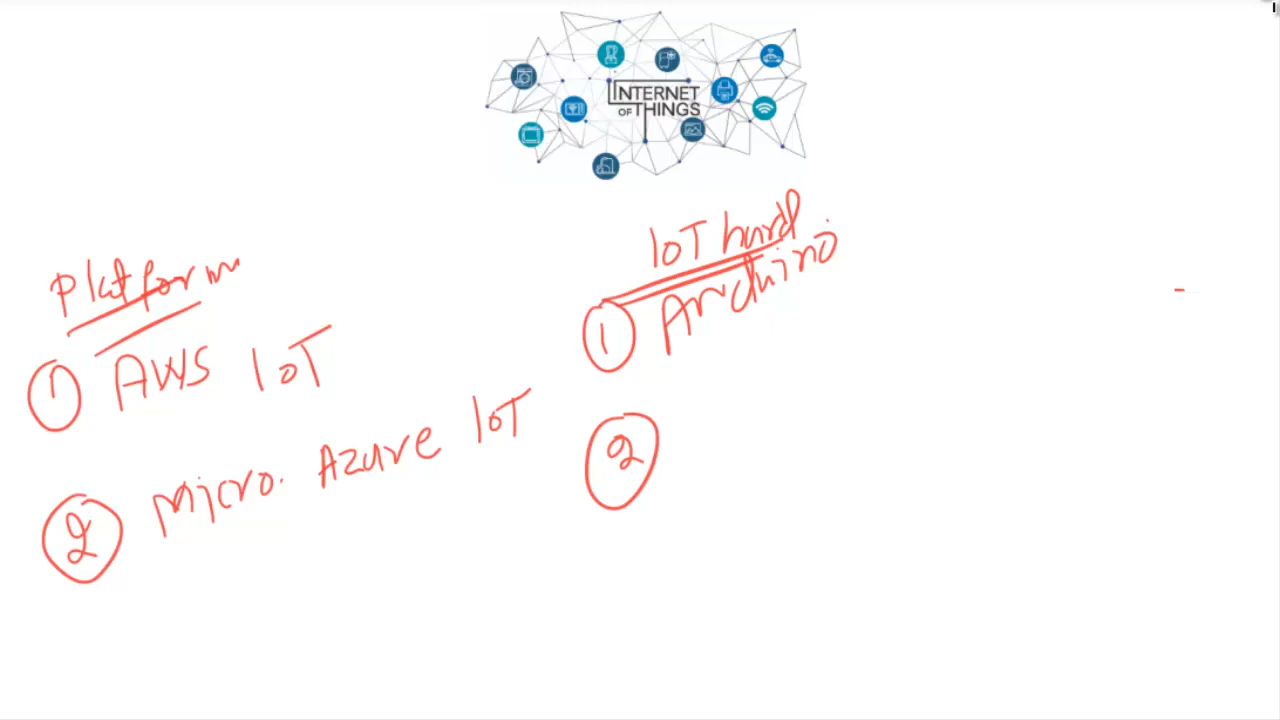 INTERNET
OF THINGS
Platform
① AWS IoT
② Micro. Azure IoT
IoT hard
① Arduino
②